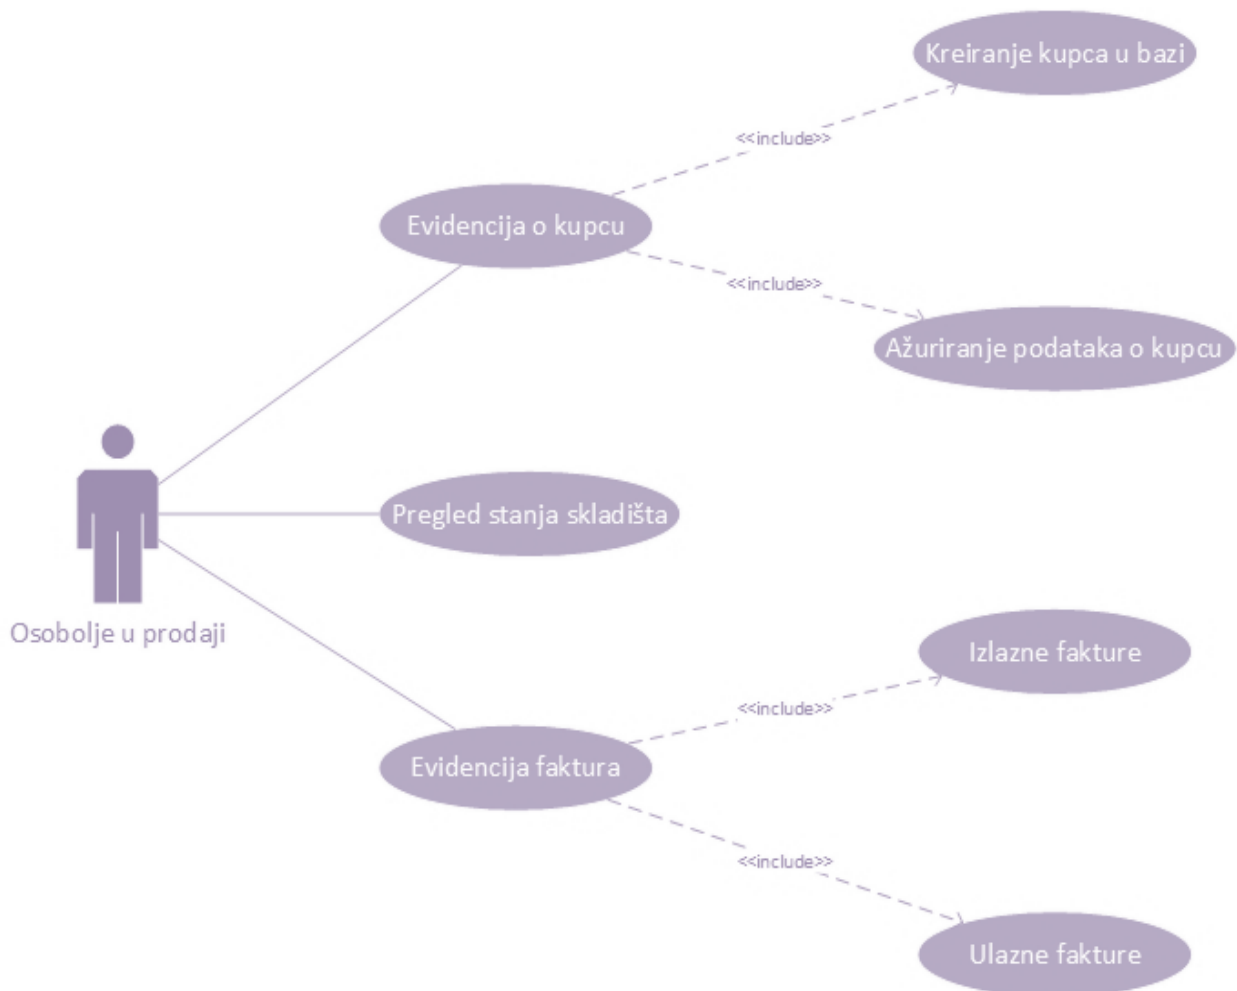 Kreiranje kupca u bazi
<<include>>
Evidencija o kupcu
<<include>>
Ažuriranje podataka o kupcu
Pregled stanja skladišta
Osobolje u prodaji
Izlazne fakture
<<include>>
Evidencija faktura
<<include>>
Ulazne fakture